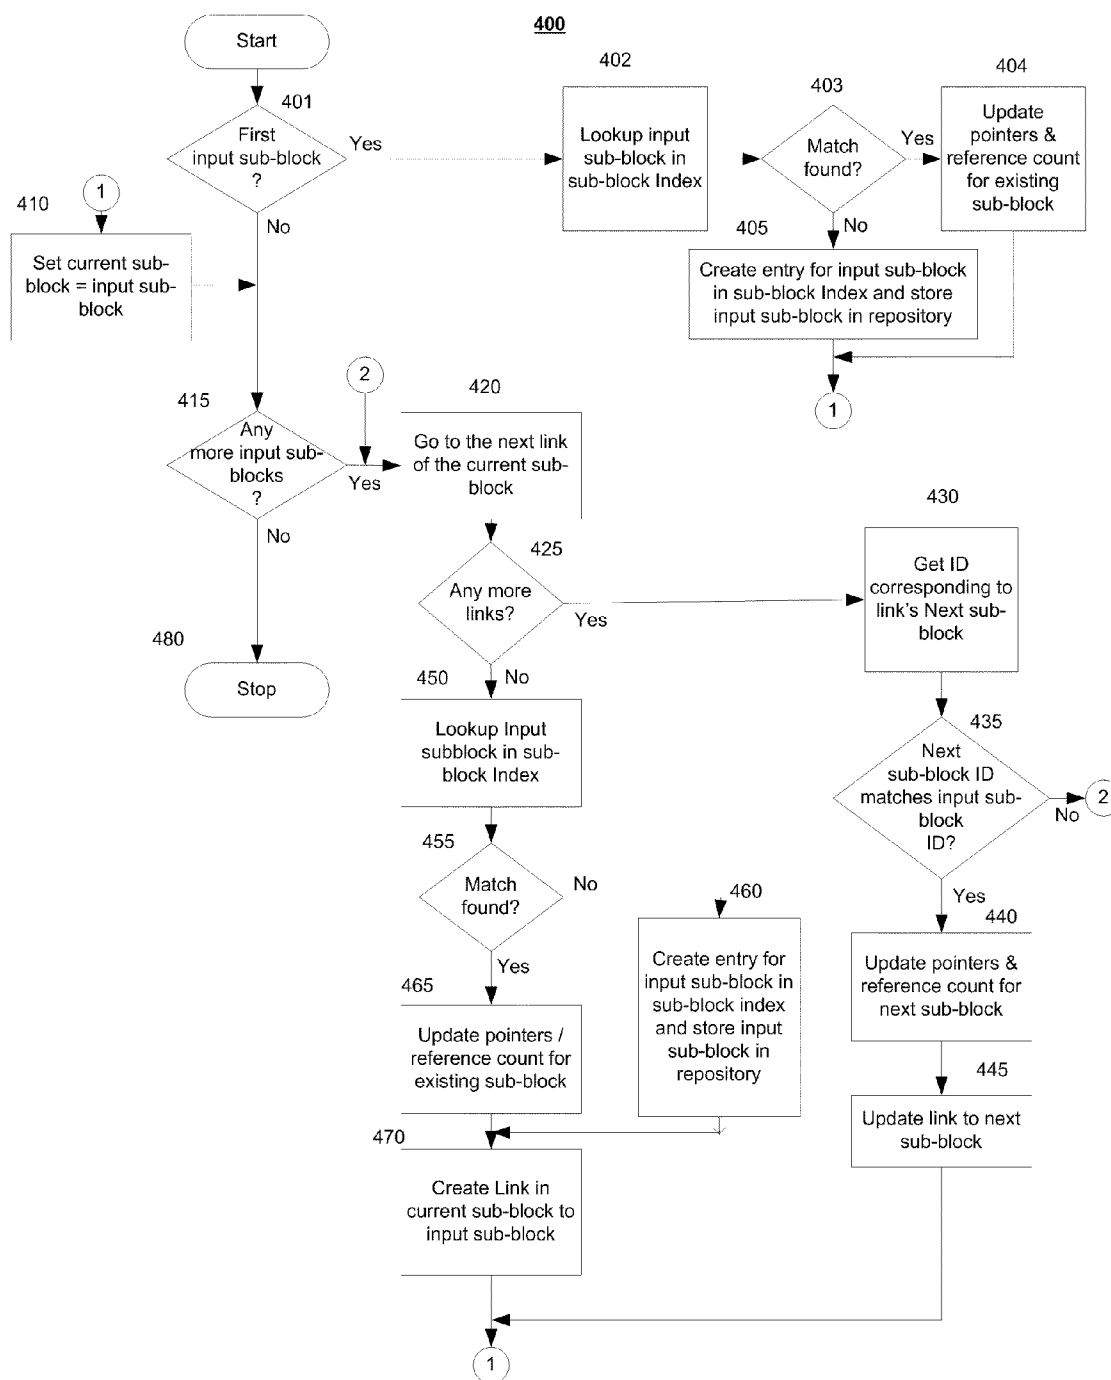 400
Start
401
First
input sub-block
?
Yes
No
402
Lookup input
sub-block in
sub-block Index
403
Match
found?
Yes
No
404
Update
pointers &
reference count
for existing
sub-block
405
Create entry for input sub-block
in sub-block Index and store
input sub-block in repository
1
410
1
Set current sub-
block = input sub-
block
415
Any
more input sub-
blocks
?
Yes
No
2
420
Go to the next link
of the current sub-
block
425
Any more
links?
Yes
No
430
Get ID
corresponding to
link's Next sub-
block
435
Next
sub-block ID
matches input sub-
block
ID?
No
2
Yes
480
Stop
450
Lookup Input
subblock in sub-
block Index
455
Match
found?
No
Yes
460
Create entry for
input sub-block in
sub-block index
and store input
sub-block in
repository
440
Update pointers &
reference count for
next sub-block
465
Update pointers /
reference count for
existing sub-block
445
Update link to next
sub-block
470
Create Link in
current sub-block to
input sub-block
1